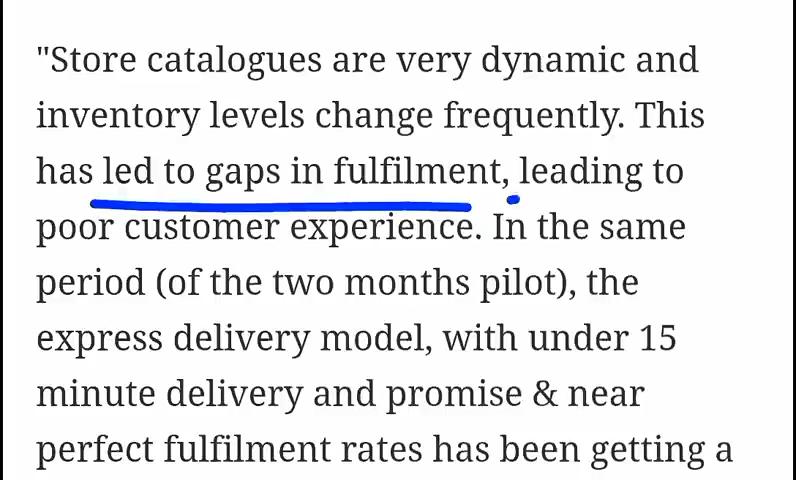 "Store catalogues are very dynamic and
inventory levels change frequently. This
has led to gaps in fulfilment, leading to
poor customer experience. In the same
period (of the two months pilot), the
express delivery model, with under 15
minute delivery and promise & near
perfect fulfilment rates has been getting a